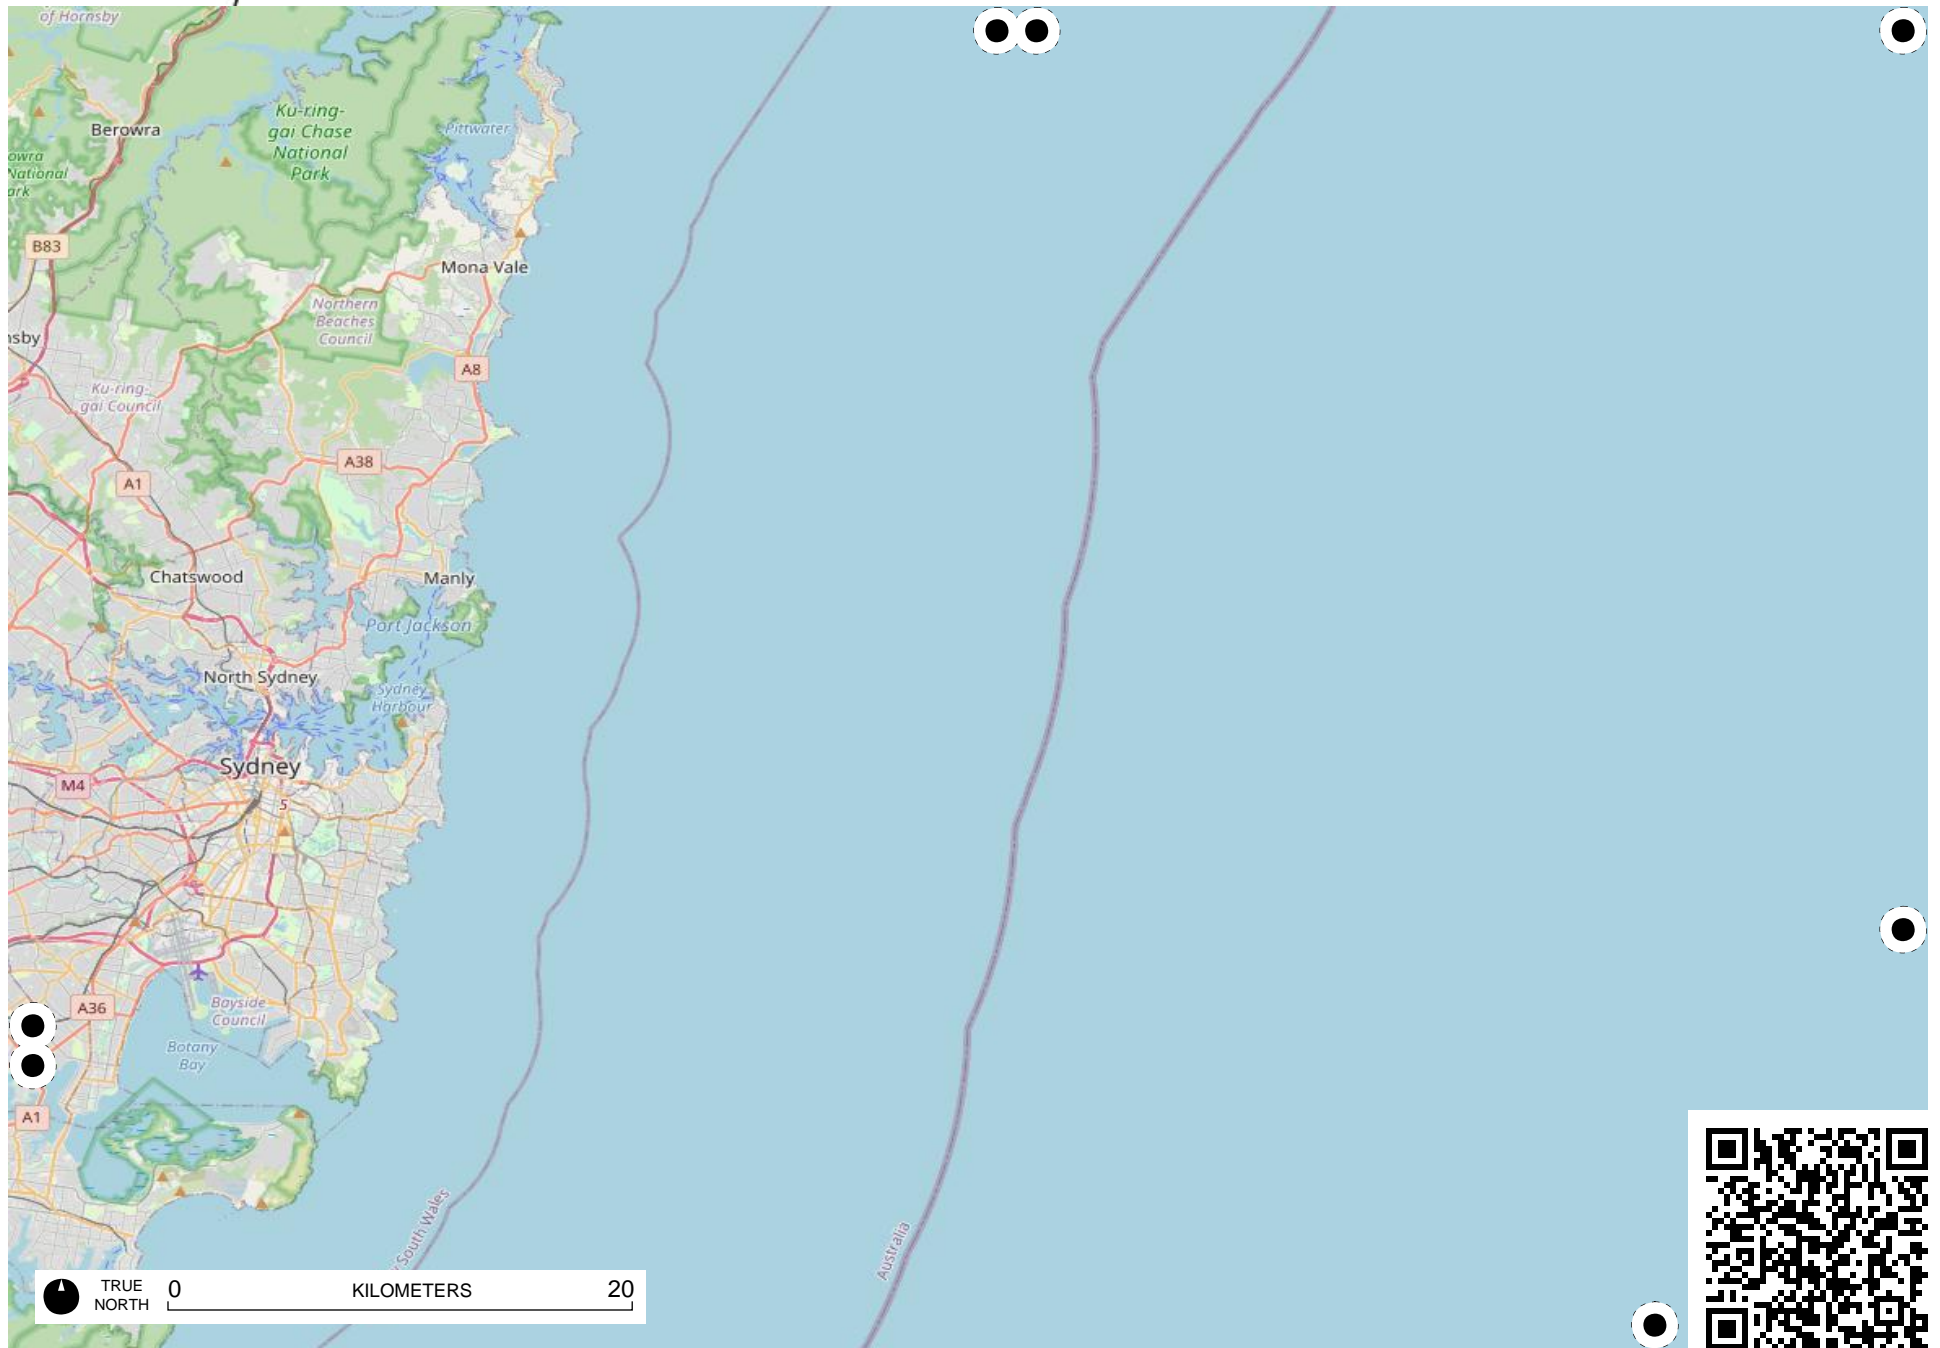 of Hornsby
Berowra
Ku-ring-
gai Chase
National
Park
Pittwater
owra
National
ark
B83
Mona Vale
Northern
Beaches
Council
nsby
A8
Ku-ring-
gai Council
A38
A1
Chatswood
Manly
Port Jackson
North Sydney
Sydney
Harbour
Sydney
M4
5
A36
Bayside
Council
Botany
Bay
A1
South Wales
Australia
TRUE
NORTH
0
KILOMETERS
20